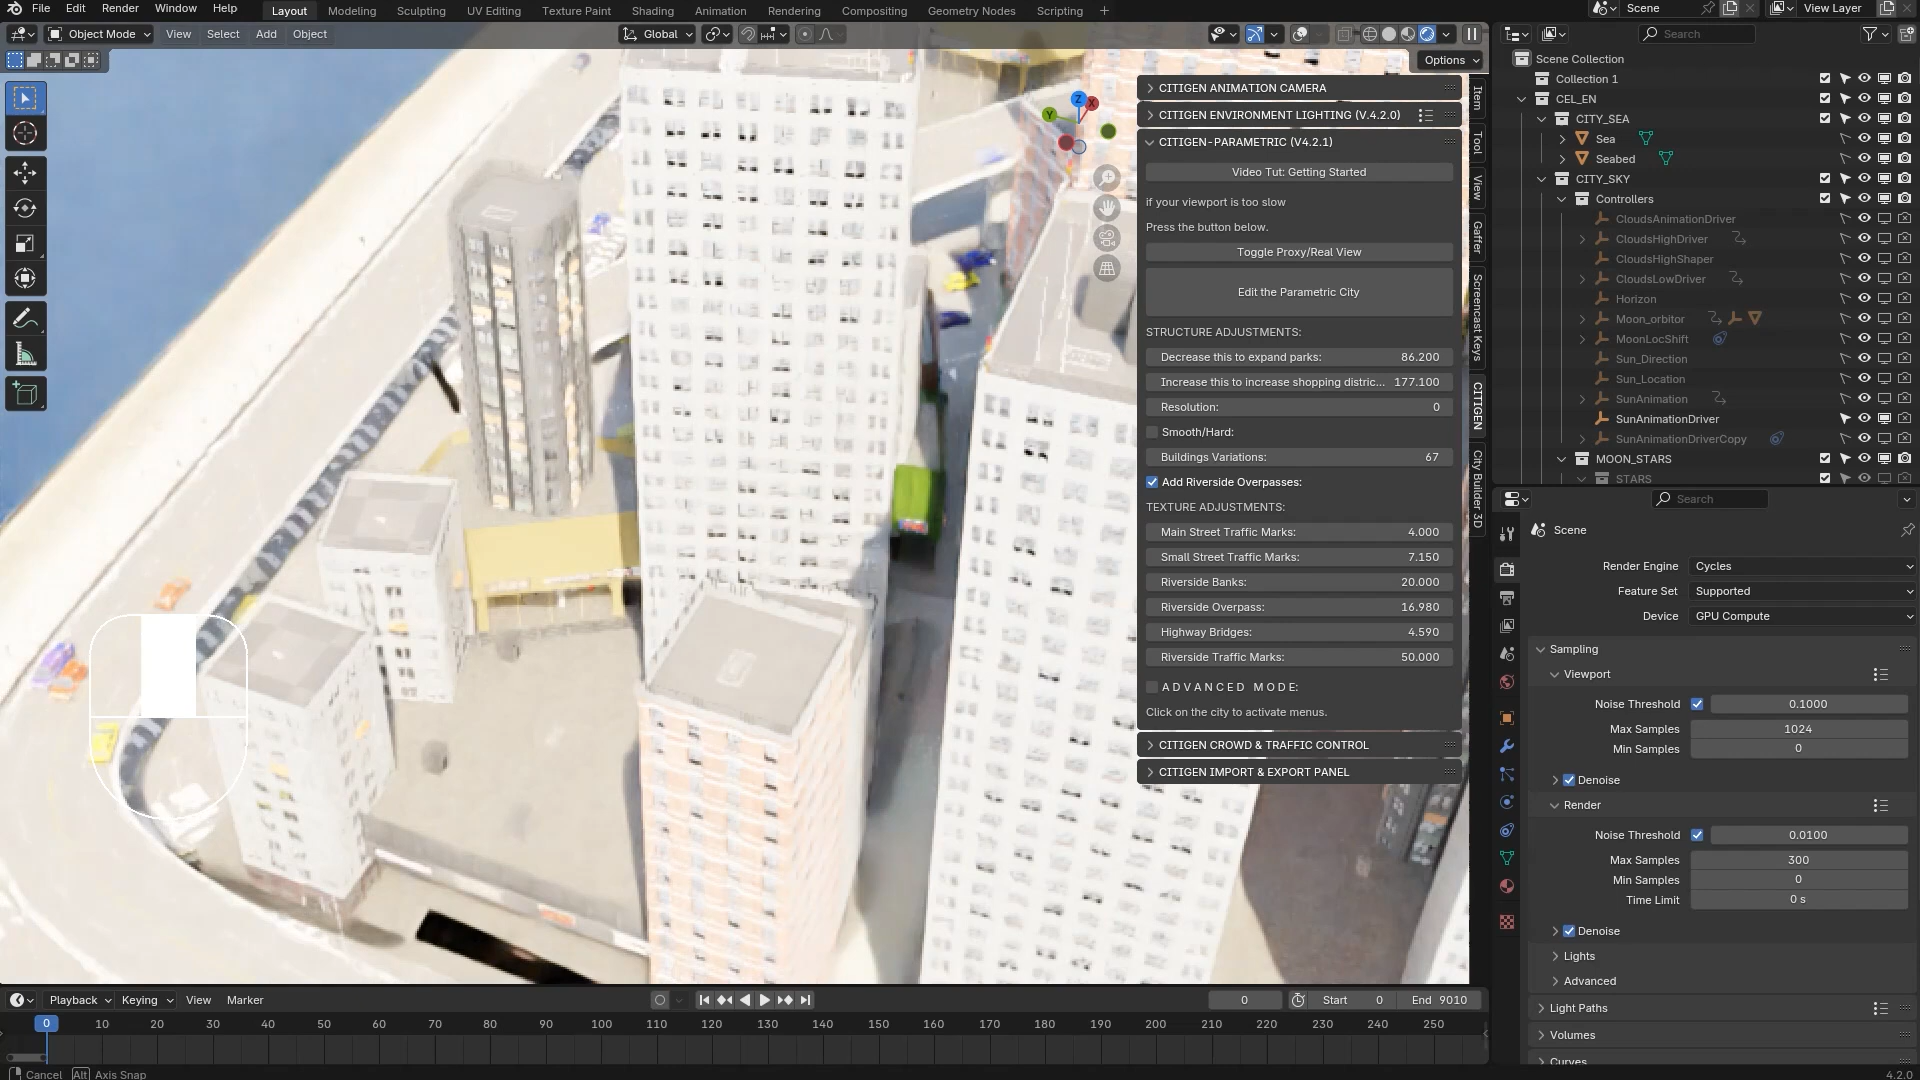 File Edit Render Window Help Layout Modeling Sculpting UV Editing Texture Paint Shading Animation Rendering Compositing Geometry Nodes Scripting + Scene View Layer
Object Mode View Select Add Object Global
Options
Search
CITIGEN ANIMATION CAMERA
CITIGEN ENVIRONMENT LIGHTING (V.4.2.0)
CITIGEN-PARAMETRIC (V4.2.1)
Video Tut: Getting Started
if your viewport is too slow
Press the button below.
Toggle Proxy/Real View
Edit the Parametric City
STRUCTURE ADJUSTMENTS:
Decrease this to expand parks: 86.200
Increase this to increase shopping distric... 177.100
Resolution: 0
Smooth/Hard:
Buildings Variations: 67
Add Riverside Overpasses:
TEXTURE ADJUSTMENTS:
Main Street Traffic Marks: 4.000
Small Street Traffic Marks: 7.150
Riverside Banks: 20.000
Riverside Overpass: 16.980
Highway Bridges: 4.590
Riverside Traffic Marks: 50.000
A D V A N C E D M O D E:
Click on the city to activate menus.
CITIGEN CROWD & TRAFFIC CONTROL
CITIGEN IMPORT & EXPORT PANEL
Z
X
Y
Item
Tool
View
Gaffer
Screencast Keys
CITIGEN
City Builder 3D
Scene Collection
Collection 1
CEL_EN
CITY_SEA
Sea
Seabed
CITY_SKY
Controllers
CloudsAnimationDriver
CloudsHighDriver
CloudsHighShaper
CloudsLowDriver
Horizon
Moon_orbitor
MoonLocShift
Sun_Direction
Sun_Location
SunAnimation
SunAnimationDriver
SunAnimationDriverCopy
MOON_STARS
STARS
Search
Scene
Render Engine Cycles
Feature Set Supported
Device GPU Compute
Sampling
Viewport
Noise Threshold 0.1000
Max Samples 1024
Min Samples 0
Denoise
Render
Noise Threshold 0.0100
Max Samples 300
Min Samples 0
Time Limit 0 s
Denoise
Lights
Advanced
Light Paths
Volumes
Curves
Playback Keying View Marker 0 Start 0 End 9010
0 10 20 30 40 50 60 70 80 90 100 110 120 130 140 150 160 170 180 190 200 210 220 230 240 250
Cancel Alt Axis Snap 4.2.0